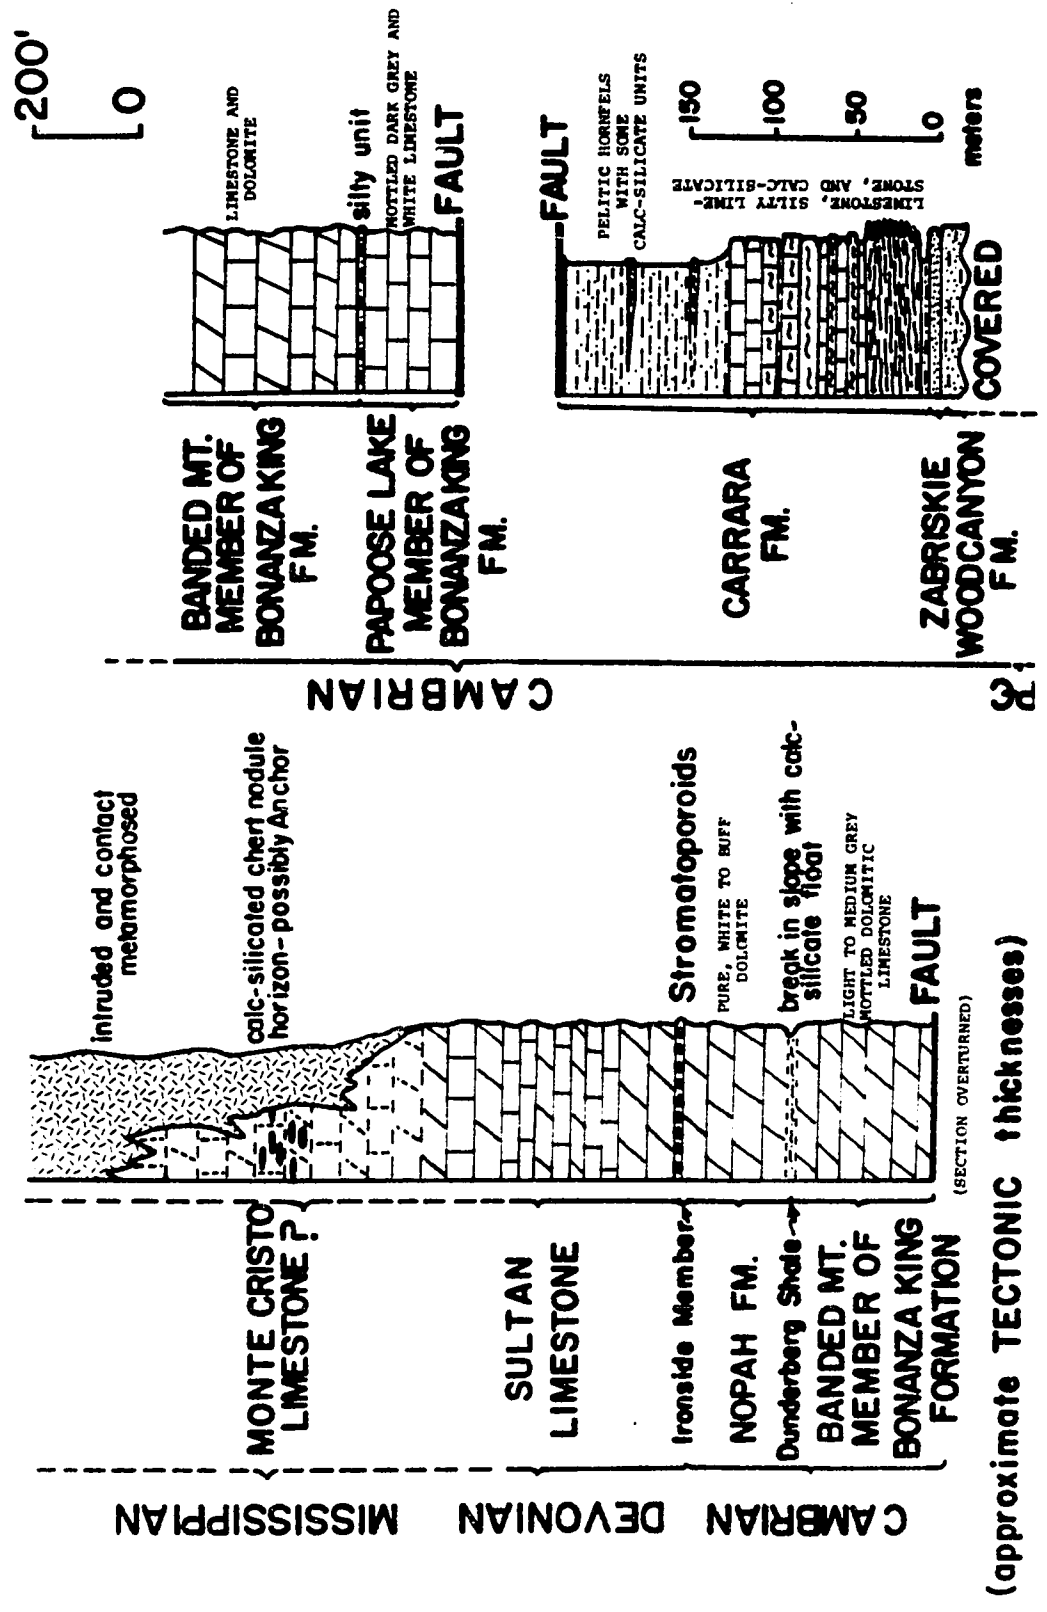 MISSISSIPPIAN
DEVONIAN
CAMBRIAN
MONTE CRISTO
LIMESTONE ?
SULTAN
LIMESTONE
Ironside Member
NOPAH FM.
Dunderberg Shale
BANDED MT.
MEMBER OF
BONANZA KING
FORMATION
intruded and contact
metamorphosed
calc-silicated chert nodule
horizon-possibly Anchor
Stromatoporoids
PURE, WHITE TO BUFF
DOLOMITE
break in slope with calc-
silicate float
LIGHT TO MEDIUM GREY
MOTTLED DOLOMITIC
LIMESTONE
FAULT
(SECTION OVERTURNED)
(approximate TECTONIC thicknesses)
CAMBRIAN
PC
BANDED MT.
MEMBER OF
BONANZA KING
FM.
PAPOOSE LAKE
MEMBER OF
BONANZA KING
FM.
CARRARA
FM.
ZABRISKIE
WOODCANYON
FM.
LIMESTONE AND
DOLOMITE
silty unit
MOTTLED DARK GREY AND
WHITE LIMESTONE
FAULT
FAULT
PELITIC HORNFELS
WITH SOME
CALC-SILICATE UNITS
LIMESTONE, SILTY LIME-
STONE, AND CALC-SILICATE
COVERED
200'
0
150
100
50
0
meters